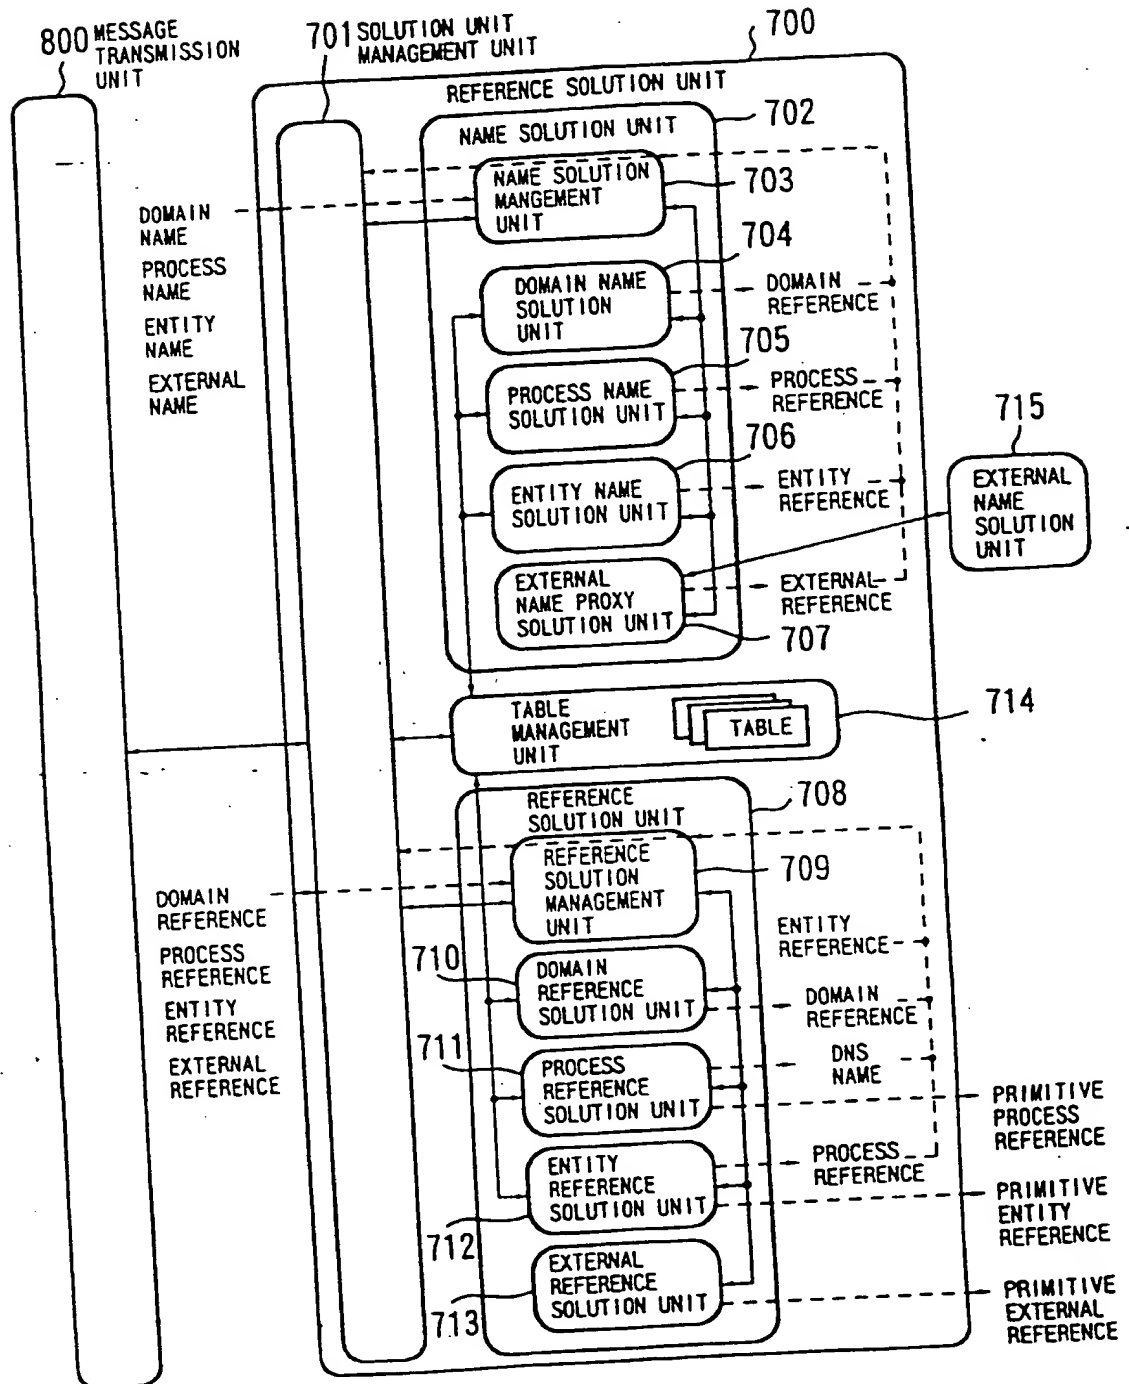 800 MESSAGE
TRANSMISSION
UNIT
701 SOLUTION UNIT
MANAGEMENT UNIT
700
REFERENCE SOLUTION UNIT
NAME SOLUTION UNIT
702
NAME SOLUTION
MANGEMENT
UNIT
703
DOMAIN
NAME
PROCESS
NAME
ENTITY
NAME
EXTERNAL
NAME
704
DOMAIN NAME
SOLUTION
UNIT
DOMAIN
REFERENCE
705
PROCESS NAME
SOLUTION UNIT
PROCESS
REFERENCE
706
ENTITY NAME
SOLUTION UNIT
ENTITY
REFERENCE
715
EXTERNAL
NAME
SOLUTION
UNIT
EXTERNAL
NAME PROXY
SOLUTION UNIT
EXTERNAL
REFERENCE
707
TABLE
MANAGEMENT
UNIT
TABLE
714
REFERENCE
SOLUTION UNIT
708
REFERENCE
SOLUTION
MANAGEMENT
UNIT
709
DOMAIN
REFERENCE
PROCESS
REFERENCE
ENTITY
REFERENCE
EXTERNAL
REFERENCE
ENTITY
REFERENCE
710
DOMAIN
REFERENCE
SOLUTION UNIT
DOMAIN
REFERENCE
711
PROCESS
REFERENCE
SOLUTION UNIT
DNS
NAME
PRIMITIVE
PROCESS
REFERENCE
ENTITY
REFERENCE
SOLUTION UNIT
PROCESS
REFERENCE
712
PRIMITIVE
ENTITY
REFERENCE
EXTERNAL
REFERENCE
SOLUTION UNIT
713
PRIMITIVE
EXTERNAL
REFERENCE